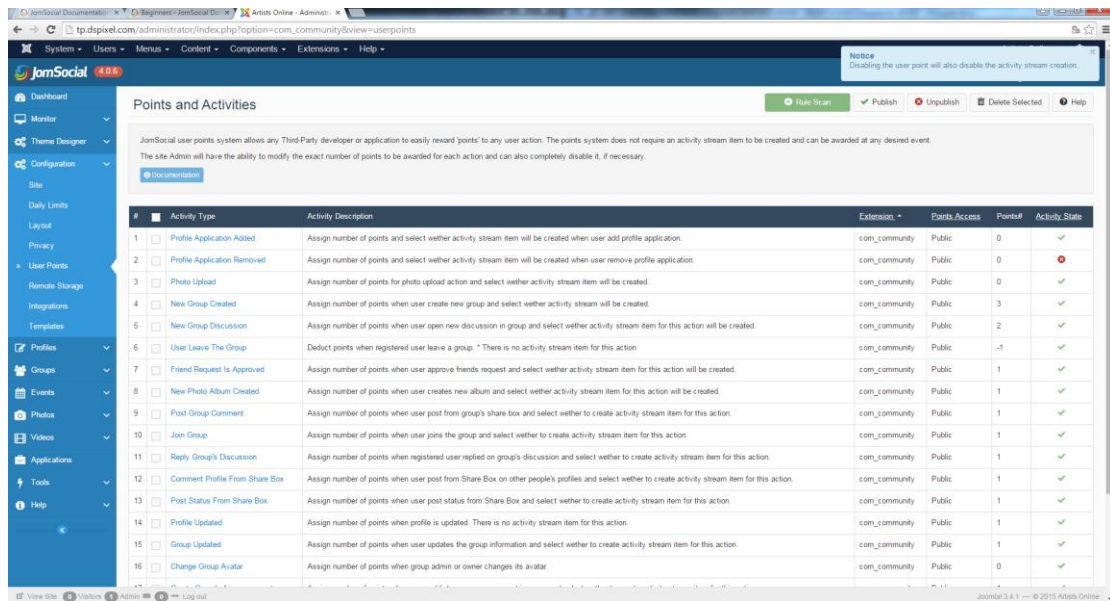 JomSocial Documentation
Beginners - JomSocial Do
Artists Online - Administr
tp.dspixel.com/administrator/index.php?option=com_community&view=userpoints
System Users Menus Content Components Extensions Help
Notice
Disabling the user point will also disable the activity stream creation.
JomSocial 4.0.6
Dashboard
Monitor
Theme Designer
Configuration
Site
Daily Limits
Layout
Privacy
User Points
Remote Storage
Integrations
Templates
Profiles
Groups
Events
Photos
Videos
Applications
Tools
Help
Points and Activities
Rule Scan Publish Unpublish Delete Selected Help
JomSocial user points system allows any Third-Party developer or application to easily reward 'points' to any user action. The points system does not require an activity stream item to be created and can be awarded at any desired event.
The site Admin will have the ability to modify the exact number of points to be awarded for each action and can also completely disable it, if necessary.
Documentation
# Activity Type Activity Description Extension Points Access Points# Activity State
1 Profile Application Added Assign number of points and select wether activity stream item will be created when user add profile application. com_community Public 0
2 Profile Application Removed Assign number of points and select wether activity stream item will be created when user remove profile application. com_community Public 0
3 Photo Upload Assign number of points for photo upload action and select wether activity stream item will be created. com_community Public 0
4 New Group Created Assign number of points when user create new group and select wether activity stream will be created. com_community Public 3
5 New Group Discussion Assign number of points when user open new discussion in group and select wether activity stream item for this action will be created. com_community Public 2
6 User Leave The Group Deduct points when registered user leave a group. * There is no activity stream item for this action. com_community Public -1
7 Friend Request Is Approved Assign number of points when user approve friends request and select wether activity stream item for this action will be created. com_community Public 1
8 New Photo Album Created Assign number of points when user creates new album and select wether activity stream item for this action will be created. com_community Public 1
9 Post Group Comment Assign number of points when user post from group's share box and select wether to create activity stream item for this action. com_community Public 1
10 Join Group Assign number of points when user joins the group and select wether to create activity stream item for this action. com_community Public 1
11 Reply Group's Discussion Assign number of points when registered user replied on group's discussion and select wether to create activity stream item for this action. com_community Public 1
12 Comment Profile From Share Box Assign number of points when user post from Share Box on other people's profiles and select wether to create activity stream item for this action. com_community Public 1
13 Post Status From Share Box Assign number of points when user post status from Share Box and select wether to create activity stream item for this action. com_community Public 1
14 Profile Updated Assign number of points when profile is updated. There is no activity stream item for this action. com_community Public 1
15 Group Updated Assign number of points when user updates the group information and select wether to create activity stream item for this action. com_community Public 1
16 Change Group Avatar Assign number of points when group admin or owner changes its avatar. com_community Public 0
View Site 0 Visitors 1 Admin 0 Log out
Joomla! 3.4.1 — © 2015 Artists Online